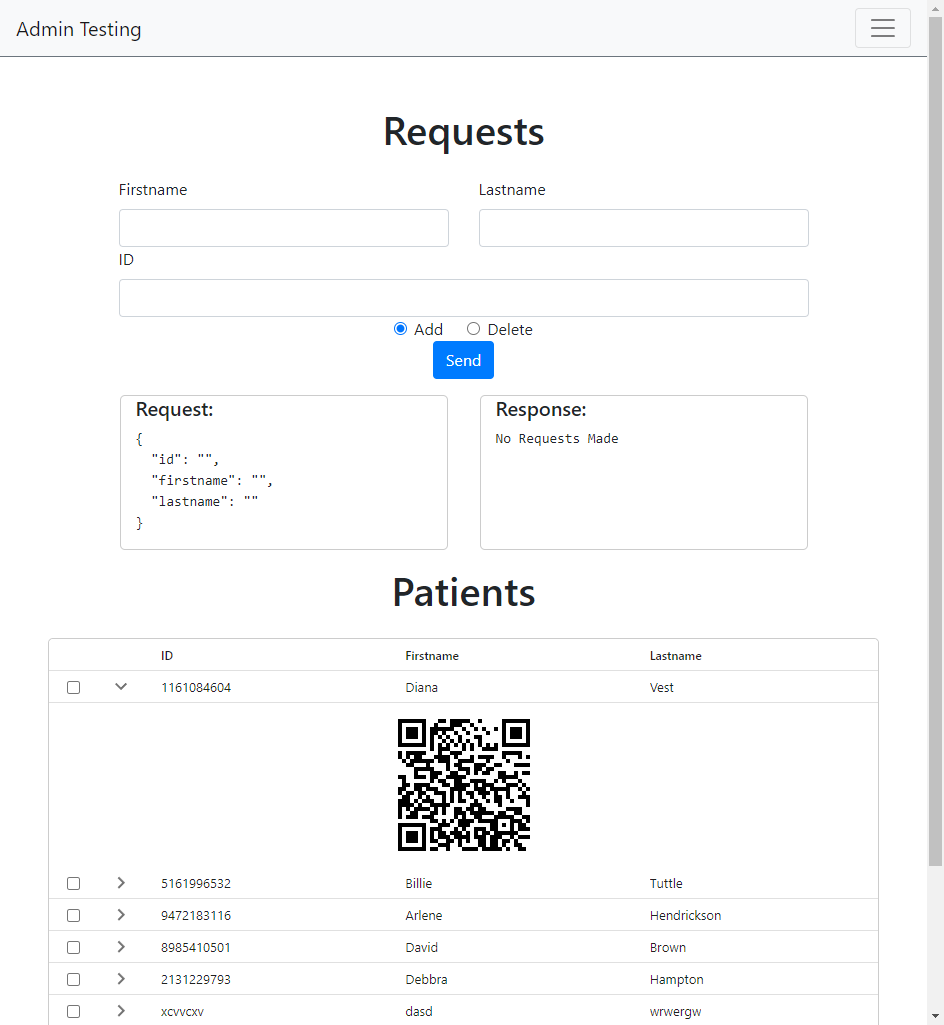 Admin Testing
Requests
Firstname Lastname
ID
Add Delete
Send
Request: Response:
{ No Requests Made
"id": "",
"firstname": "",
"lastname": ""
}
Patients
ID Firstname Lastname
1161084604 Diana Vest
5161996532 Billie Tuttle
9472183116 Arlene Hendrickson
8985410501 David Brown
2131229793 Debbra Hampton
xcvvcxv dasd wrwergw